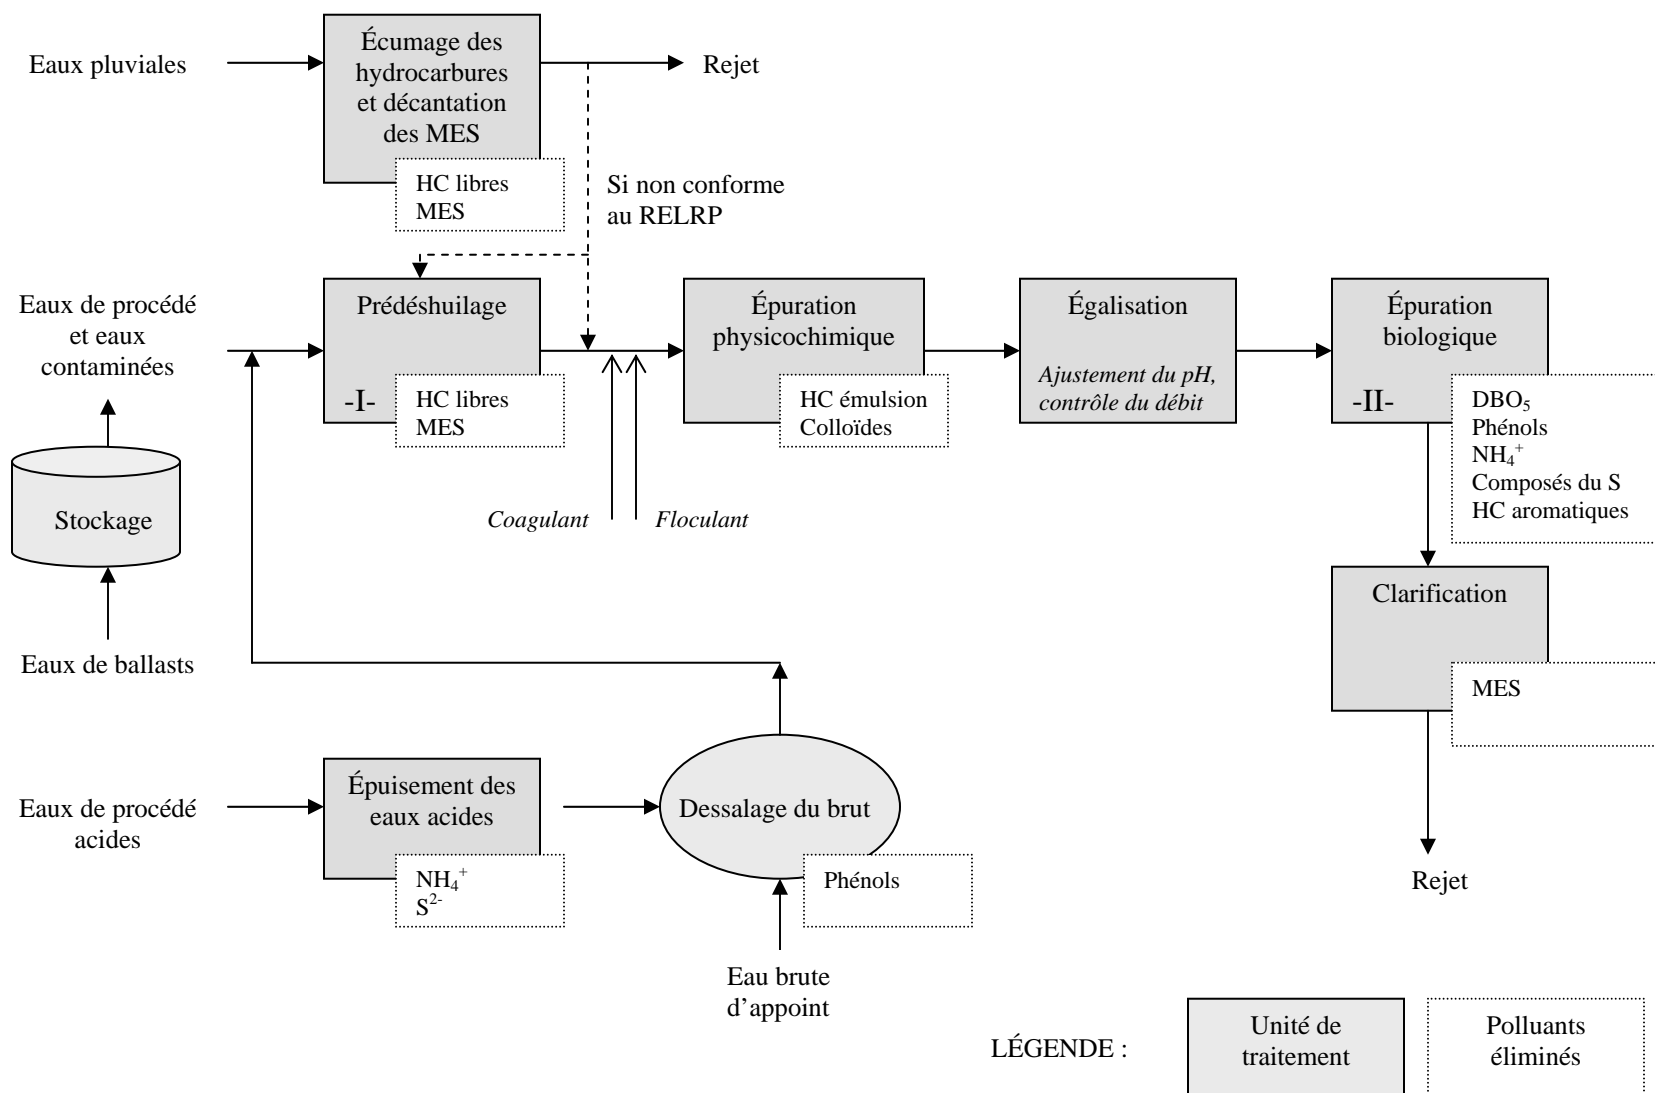 Eaux pluviales
Écumage des
hydrocarbures
et décantation
des MES
HC libres
MES
Rejet
Si non conforme
au RELRP
Eaux de procédé
et eaux
contaminées
Prédéshuilage
-I-
HC libres
MES
Épuration
physicochimique
HC émulsion
Colloïdes
Égalisation
Ajustement du pH,
contrôle du débit
Épuration
biologique
-II-
DBO₅
Phénols
NH₄⁺
Composés du S
HC aromatiques
Stockage
Coagulant
Floculant
Eaux de ballasts
Clarification
MES
Eaux de procédé
acides
Épuisement des
eaux acides
NH₄⁺
S²⁻
Dessalage du brut
Phénols
Rejet
Eau brute
d’appoint
LÉGENDE :
Unité de
traitement
Polluants
éliminés